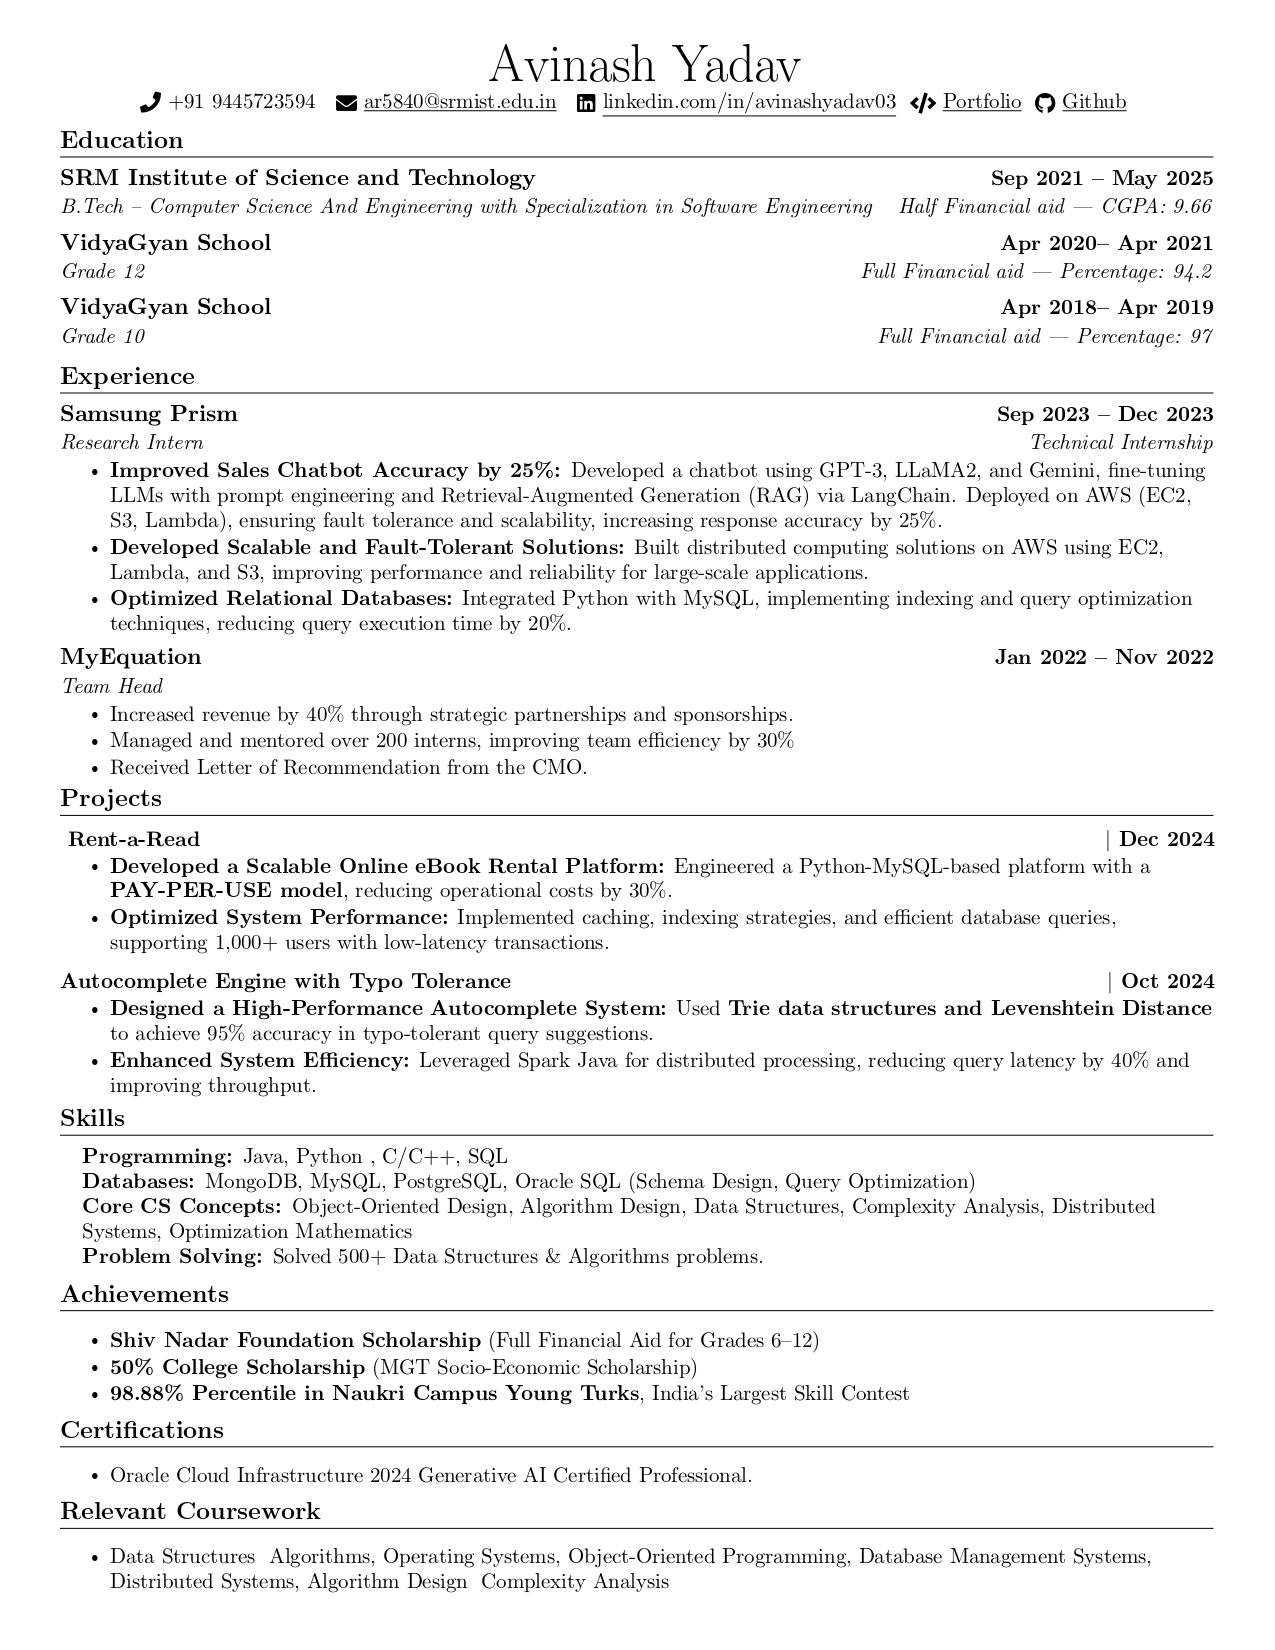 Avinash Yadav
+91 9445723594 ar5840@srmist.edu.in linkedin.com/in/avinashyadav03 Portfolio Github
Education
SRM Institute of Science and Technology Sep 2021 – May 2025
B.Tech – Computer Science And Engineering with Specialization in Software Engineering Half Financial aid — CGPA: 9.66
VidyaGyan School Apr 2020– Apr 2021
Grade 12 Full Financial aid — Percentage: 94.2
VidyaGyan School Apr 2018– Apr 2019
Grade 10 Full Financial aid — Percentage: 97
Experience
Samsung Prism Sep 2023 – Dec 2023
Research Intern Technical Internship
• Improved Sales Chatbot Accuracy by 25%: Developed a chatbot using GPT-3, LLaMA2, and Gemini, fine-tuning
LLMs with prompt engineering and Retrieval-Augmented Generation (RAG) via LangChain. Deployed on AWS (EC2,
S3, Lambda), ensuring fault tolerance and scalability, increasing response accuracy by 25%.
• Developed Scalable and Fault-Tolerant Solutions: Built distributed computing solutions on AWS using EC2,
Lambda, and S3, improving performance and reliability for large-scale applications.
• Optimized Relational Databases: Integrated Python with MySQL, implementing indexing and query optimization
techniques, reducing query execution time by 20%.
MyEquation Jan 2022 – Nov 2022
Team Head
• Increased revenue by 40% through strategic partnerships and sponsorships.
• Managed and mentored over 200 interns, improving team efficiency by 30%
• Received Letter of Recommendation from the CMO.
Projects
Rent-a-Read | Dec 2024
• Developed a Scalable Online eBook Rental Platform: Engineered a Python-MySQL-based platform with a
PAY-PER-USE model, reducing operational costs by 30%.
• Optimized System Performance: Implemented caching, indexing strategies, and efficient database queries,
supporting 1,000+ users with low-latency transactions.
Autocomplete Engine with Typo Tolerance | Oct 2024
• Designed a High-Performance Autocomplete System: Used Trie data structures and Levenshtein Distance
to achieve 95% accuracy in typo-tolerant query suggestions.
• Enhanced System Efficiency: Leveraged Spark Java for distributed processing, reducing query latency by 40% and
improving throughput.
Skills
Programming: Java, Python , C/C++, SQL
Databases: MongoDB, MySQL, PostgreSQL, Oracle SQL (Schema Design, Query Optimization)
Core CS Concepts: Object-Oriented Design, Algorithm Design, Data Structures, Complexity Analysis, Distributed
Systems, Optimization Mathematics
Problem Solving: Solved 500+ Data Structures & Algorithms problems.
Achievements
• Shiv Nadar Foundation Scholarship (Full Financial Aid for Grades 6–12)
• 50% College Scholarship (MGT Socio-Economic Scholarship)
• 98.88% Percentile in Naukri Campus Young Turks, India's Largest Skill Contest
Certifications
• Oracle Cloud Infrastructure 2024 Generative AI Certified Professional.
Relevant Coursework
• Data Structures Algorithms, Operating Systems, Object-Oriented Programming, Database Management Systems,
Distributed Systems, Algorithm Design Complexity Analysis